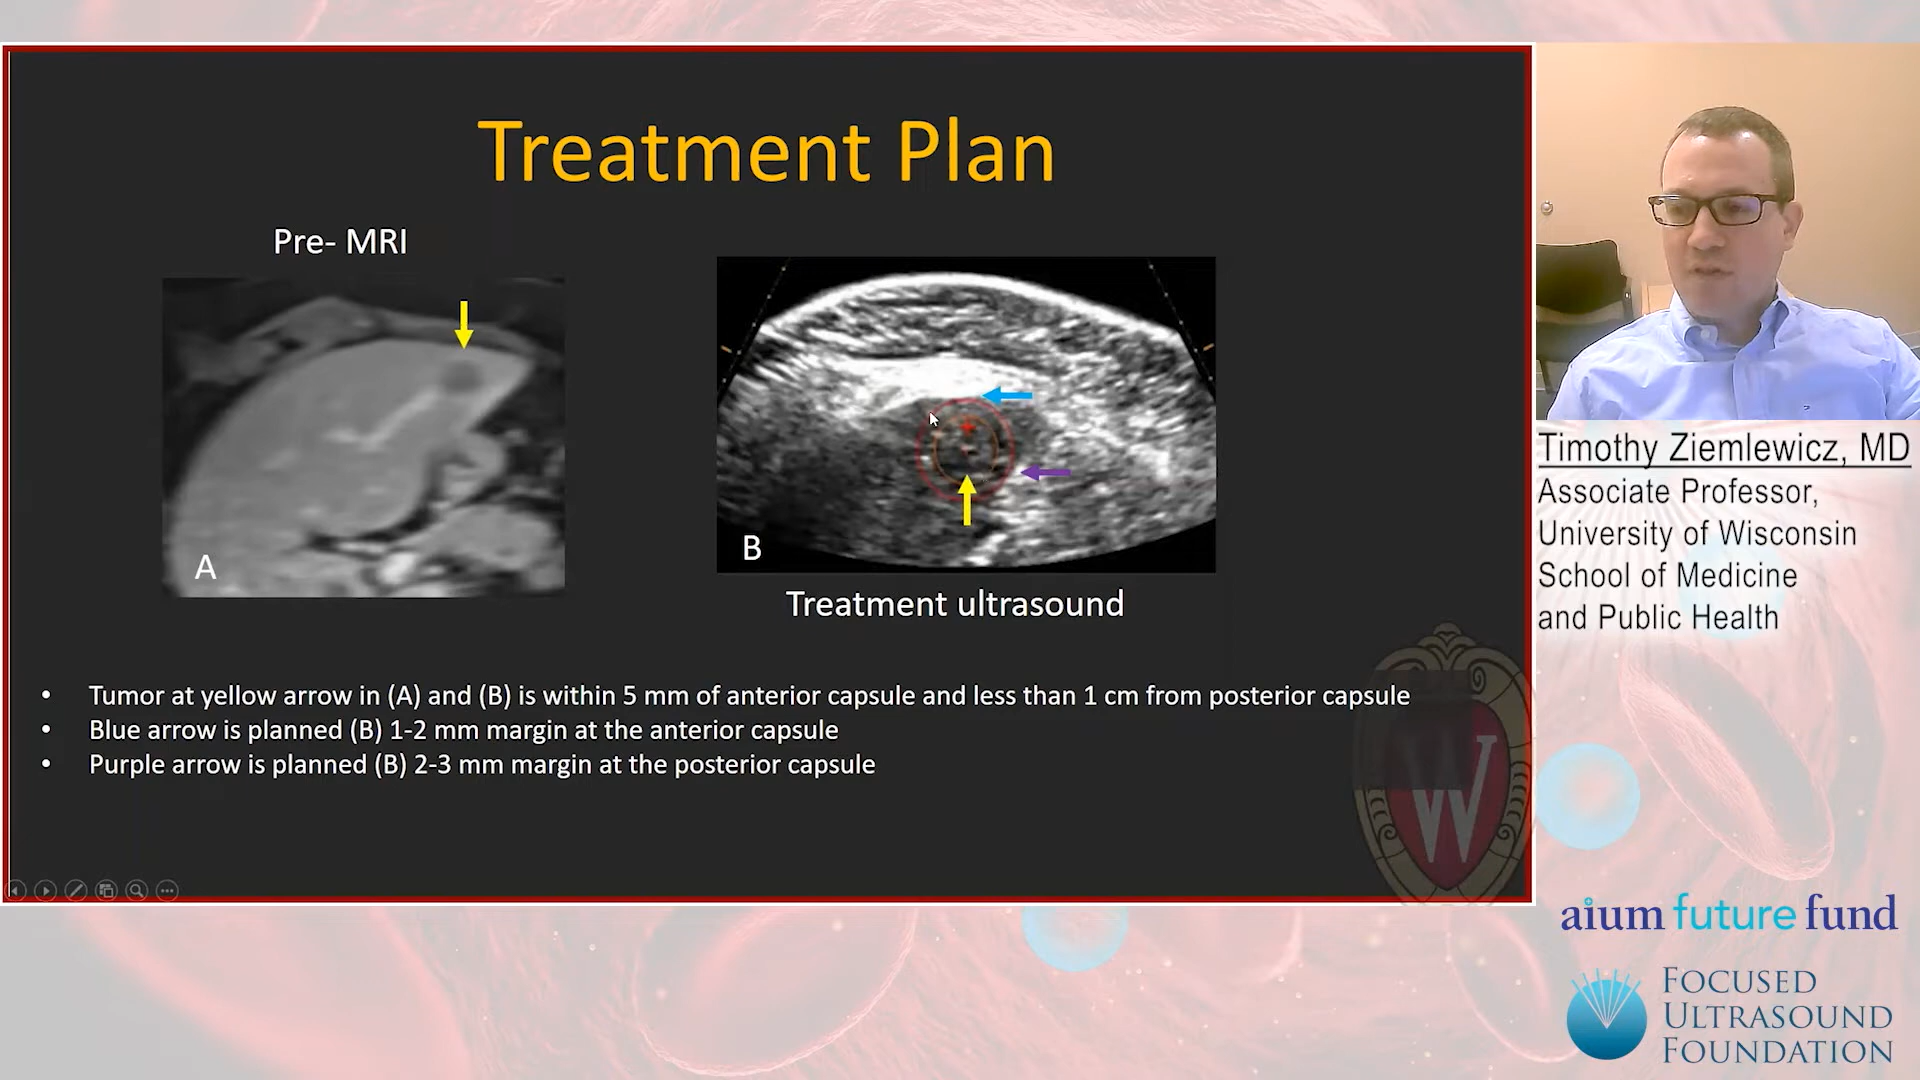 Treatment Plan
Pre- MRI
A
B
Treatment ultrasound
• Tumor at yellow arrow in (A) and (B) is within 5 mm of anterior capsule and less than 1 cm from posterior capsule
• Blue arrow is planned (B) 1-2 mm margin at the anterior capsule
• Purple arrow is planned (B) 2-3 mm margin at the posterior capsule
W
Timothy Ziemlewicz, MD
Associate Professor,
University of Wisconsin
School of Medicine
and Public Health
aium future fund
FOCUSED
ULTRASOUND
FOUNDATION